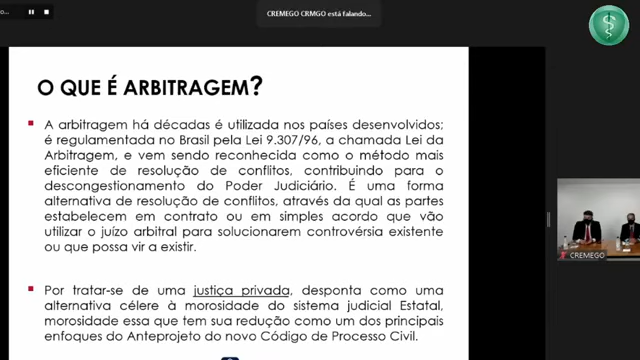 o...
CREMEGO CRMGO está falando...
O QUE É ARBITRAGEM?
A arbitragem há décadas é utilizada nos países desenvolvidos;
é regulamentada no Brasil pela Lei 9.307/96, a chamada Lei da
Arbitragem, e vem sendo reconhecida como o método mais
eficiente de resolução de conflitos, contribuindo para o
descongestionamento do Poder Judiciário. É uma forma
alternativa de resolução de conflitos, através da qual as partes
estabelecem em contrato ou em simples acordo que vão
utilizar o juízo arbitral para solucionarem controvérsia existente
ou que possa vir a existir.
Por tratar-se de uma justiça privada, desponta como uma
alternativa célere à morosidade do sistema judicial Estatal,
morosidade essa que tem sua redução como um dos principais
enfoques do Anteprojeto do novo Código de Processo Civil.
CREMEGO